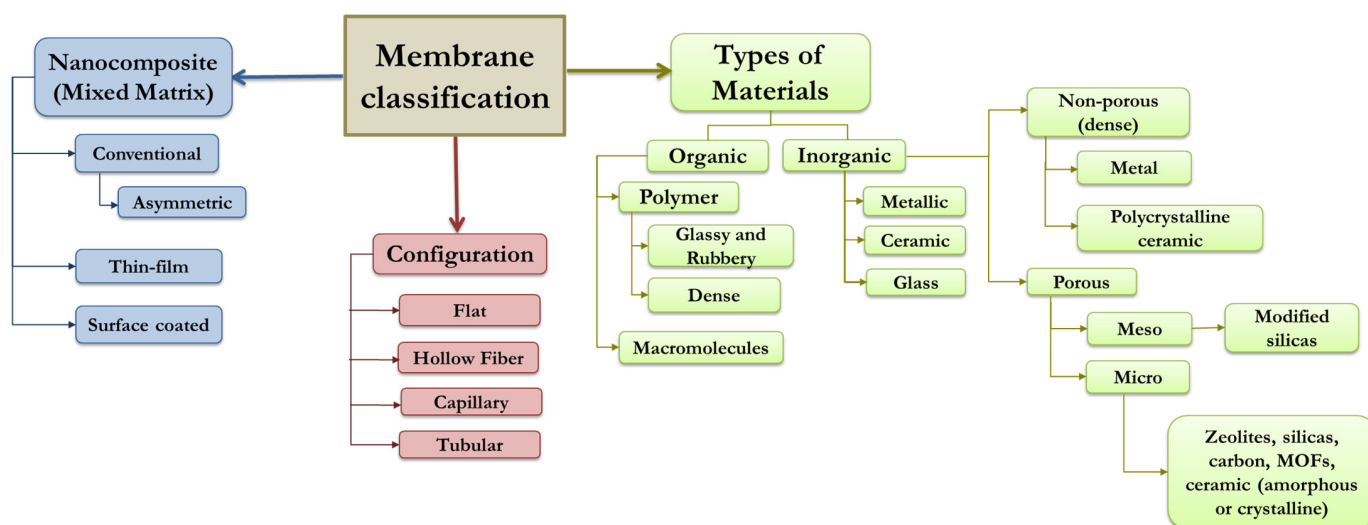 Nanocomposite
(Mixed Matrix)
Conventional
Asymmetric
Thin-film
Surface coated
Membrane
classification
Configuration
Flat
Hollow Fiber
Capillary
Tubular
Types of
Materials
Organic
Polymer
Glassy and
Rubbery
Dense
Macromolecules
Inorganic
Metallic
Ceramic
Glass
Non-porous
(dense)
Metal
Polycrystalline
ceramic
Porous
Meso
Modified
silicas
Micro
Zeolites, silicas,
carbon, MOFs,
ceramic (amorphous
or crystalline)